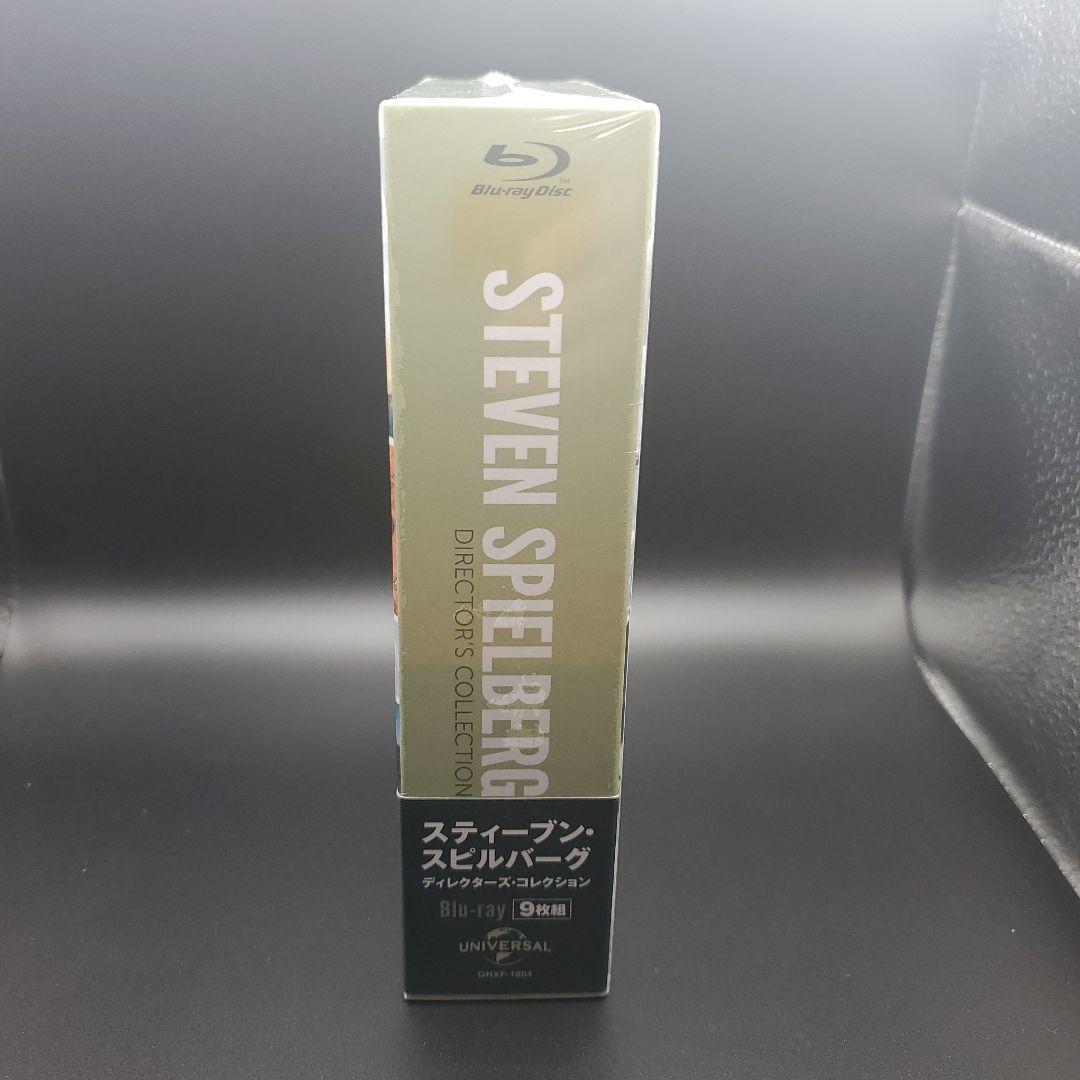 Blu-ray Disc
TM
STEVEN SPIELBERG
DIRECTOR'S COLLECTION
スティーブン・
スピルバーグ
ディレクターズ・コレクション
Blu-ray 9枚組
UNIVERSAL
GNXF-1604